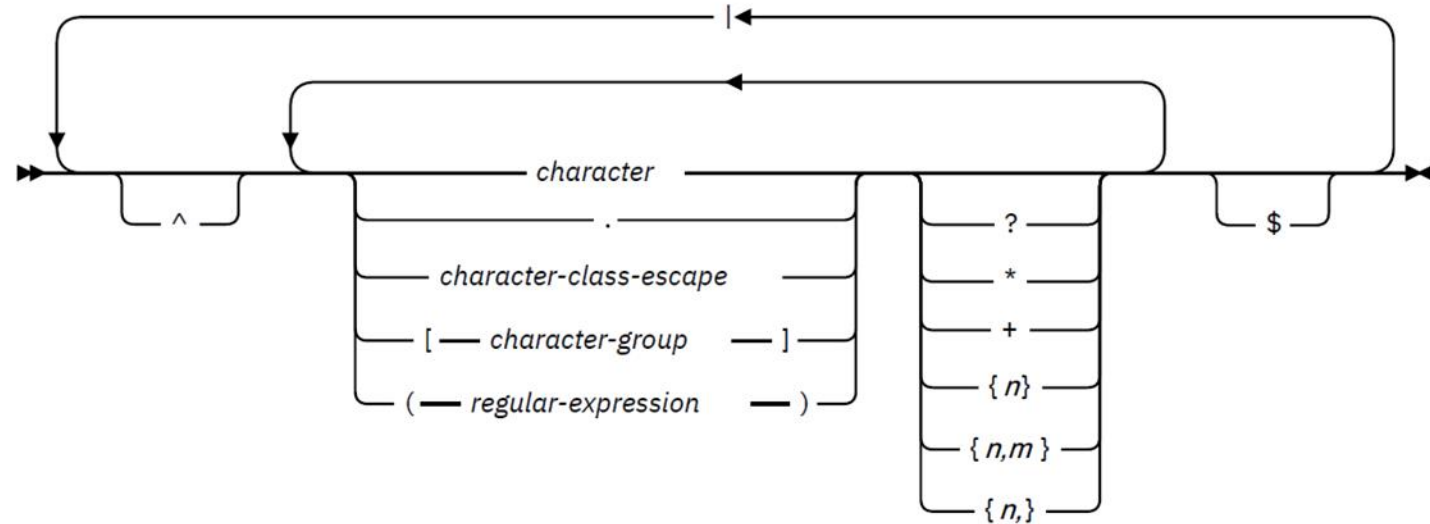 |
character
^ . ? $
character-class-escape *
[ character-group ] +
{ n}
( regular-expression )
{ n,m }
{ n,}